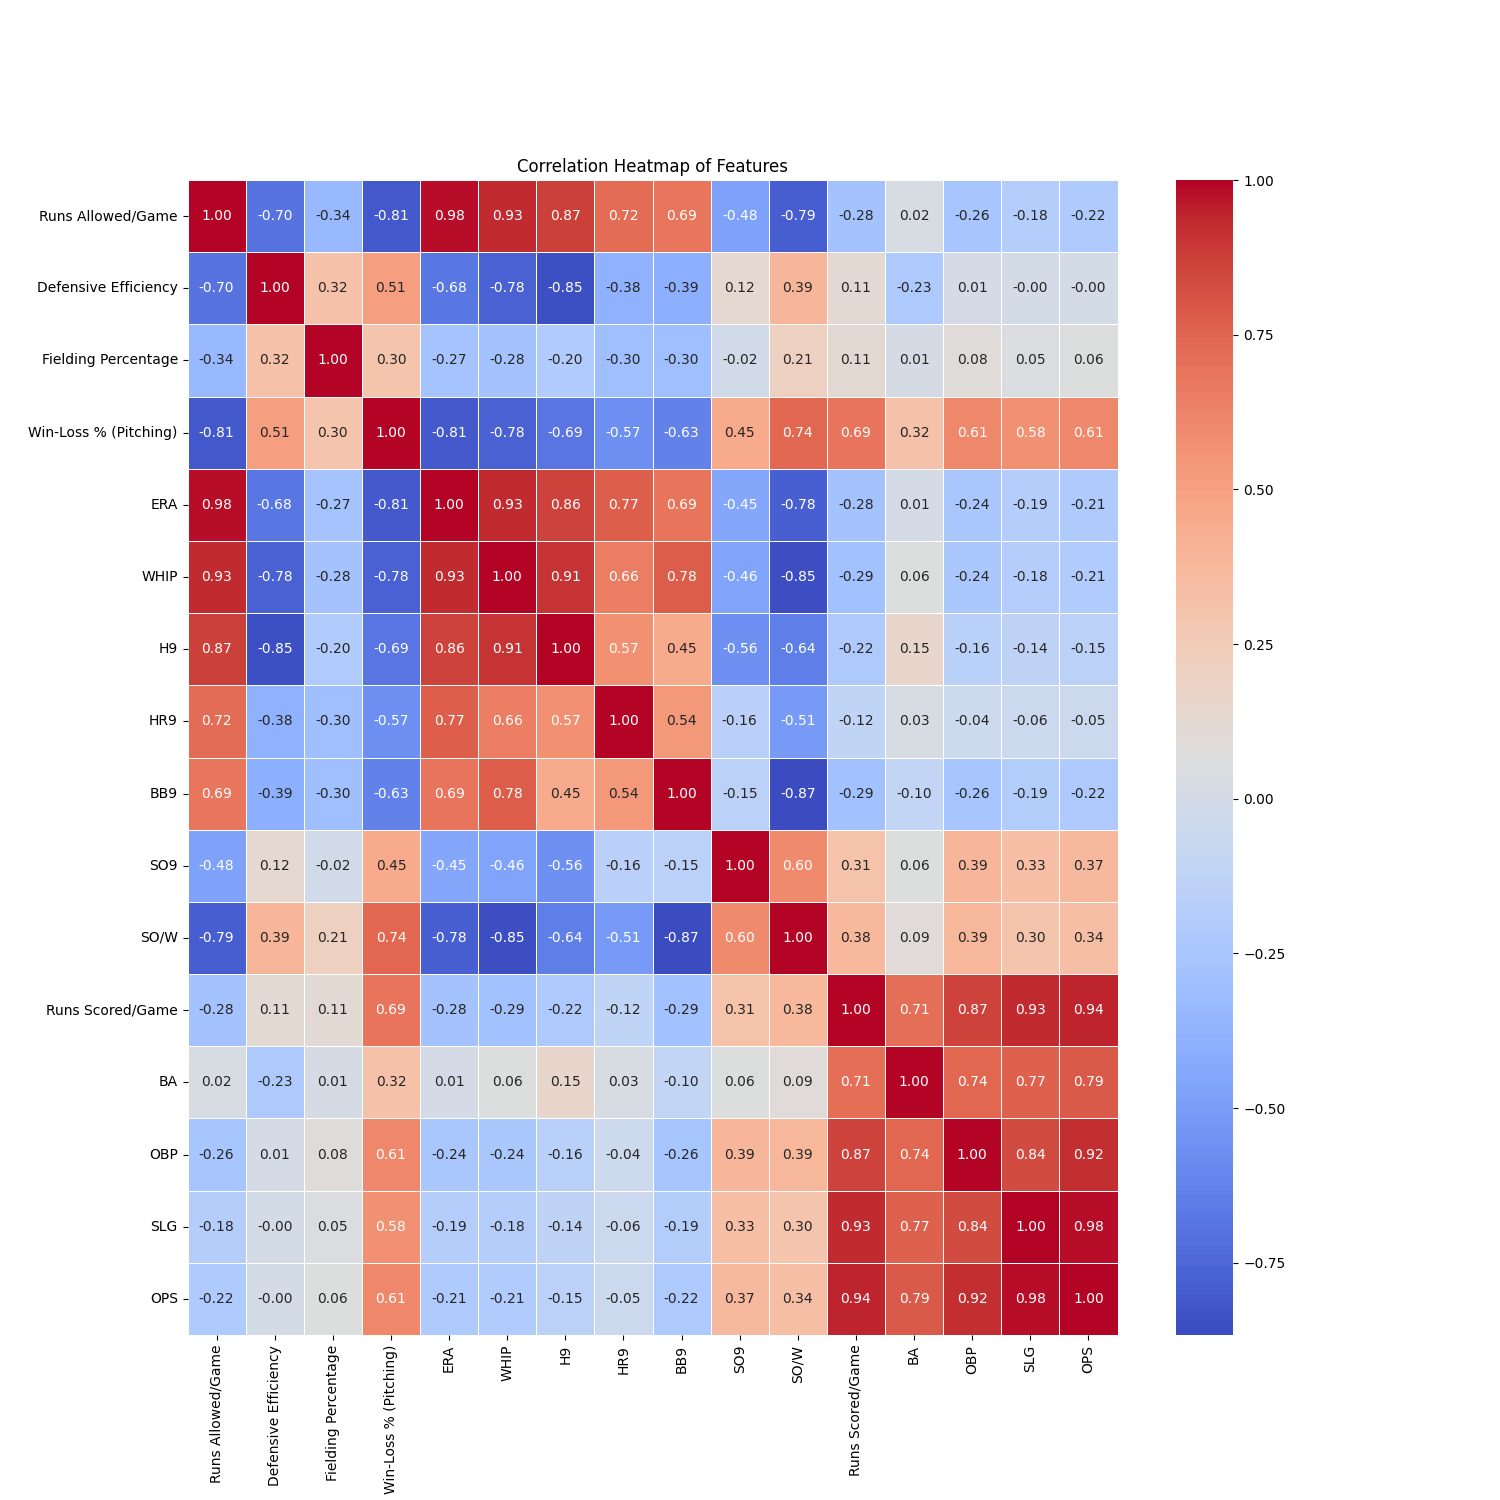 Correlation Heatmap of Features
Runs Allowed/Game 1.00 -0.70 -0.34 -0.81 0.98 0.93 0.87 0.72 0.69 -0.48 -0.79 -0.28 0.02 -0.26 -0.18 -0.22
Defensive Efficiency -0.70 1.00 0.32 0.51 -0.68 -0.78 -0.85 -0.38 -0.39 0.12 0.39 0.11 -0.23 0.01 -0.00 -0.00
Fielding Percentage -0.34 0.32 1.00 0.30 -0.27 -0.28 -0.20 -0.30 -0.30 -0.02 0.21 0.11 0.01 0.08 0.05 0.06
Win-Loss % (Pitching) -0.81 0.51 0.30 1.00 -0.81 -0.78 -0.69 -0.57 -0.63 0.45 0.74 0.69 0.32 0.61 0.58 0.61
ERA 0.98 -0.68 -0.27 -0.81 1.00 0.93 0.86 0.77 0.69 -0.45 -0.78 -0.28 0.01 -0.24 -0.19 -0.21
WHIP 0.93 -0.78 -0.28 -0.78 0.93 1.00 0.91 0.66 0.78 -0.46 -0.85 -0.29 0.06 -0.24 -0.18 -0.21
H9 0.87 -0.85 -0.20 -0.69 0.86 0.91 1.00 0.57 0.45 -0.56 -0.64 -0.22 0.15 -0.16 -0.14 -0.15
HR9 0.72 -0.38 -0.30 -0.57 0.77 0.66 0.57 1.00 0.54 -0.16 -0.51 -0.12 0.03 -0.04 -0.06 -0.05
BB9 0.69 -0.39 -0.30 -0.63 0.69 0.78 0.45 0.54 1.00 -0.15 -0.87 -0.29 -0.10 -0.26 -0.19 -0.22
SO9 -0.48 0.12 -0.02 0.45 -0.45 -0.46 -0.56 -0.16 -0.15 1.00 0.60 0.31 0.06 0.39 0.33 0.37
SO/W -0.79 0.39 0.21 0.74 -0.78 -0.85 -0.64 -0.51 -0.87 0.60 1.00 0.38 0.09 0.39 0.30 0.34
Runs Scored/Game -0.28 0.11 0.11 0.69 -0.28 -0.29 -0.22 -0.12 -0.29 0.31 0.38 1.00 0.71 0.87 0.93 0.94
BA 0.02 -0.23 0.01 0.32 0.01 0.06 0.15 0.03 -0.10 0.06 0.09 0.71 1.00 0.74 0.77 0.79
OBP -0.26 0.01 0.08 0.61 -0.24 -0.24 -0.16 -0.04 -0.26 0.39 0.39 0.87 0.74 1.00 0.84 0.92
SLG -0.18 -0.00 0.05 0.58 -0.19 -0.18 -0.14 -0.06 -0.19 0.33 0.30 0.93 0.77 0.84 1.00 0.98
OPS -0.22 -0.00 0.06 0.61 -0.21 -0.21 -0.15 -0.05 -0.22 0.37 0.34 0.94 0.79 0.92 0.98 1.00
Runs Allowed/Game
Defensive Efficiency
Fielding Percentage
Win-Loss % (Pitching)
ERA
WHIP
H9
HR9
BB9
SO9
SO/W
Runs Scored/Game
BA
OBP
SLG
OPS
1.00
0.75
0.50
0.25
0.00
−0.25
−0.50
−0.75